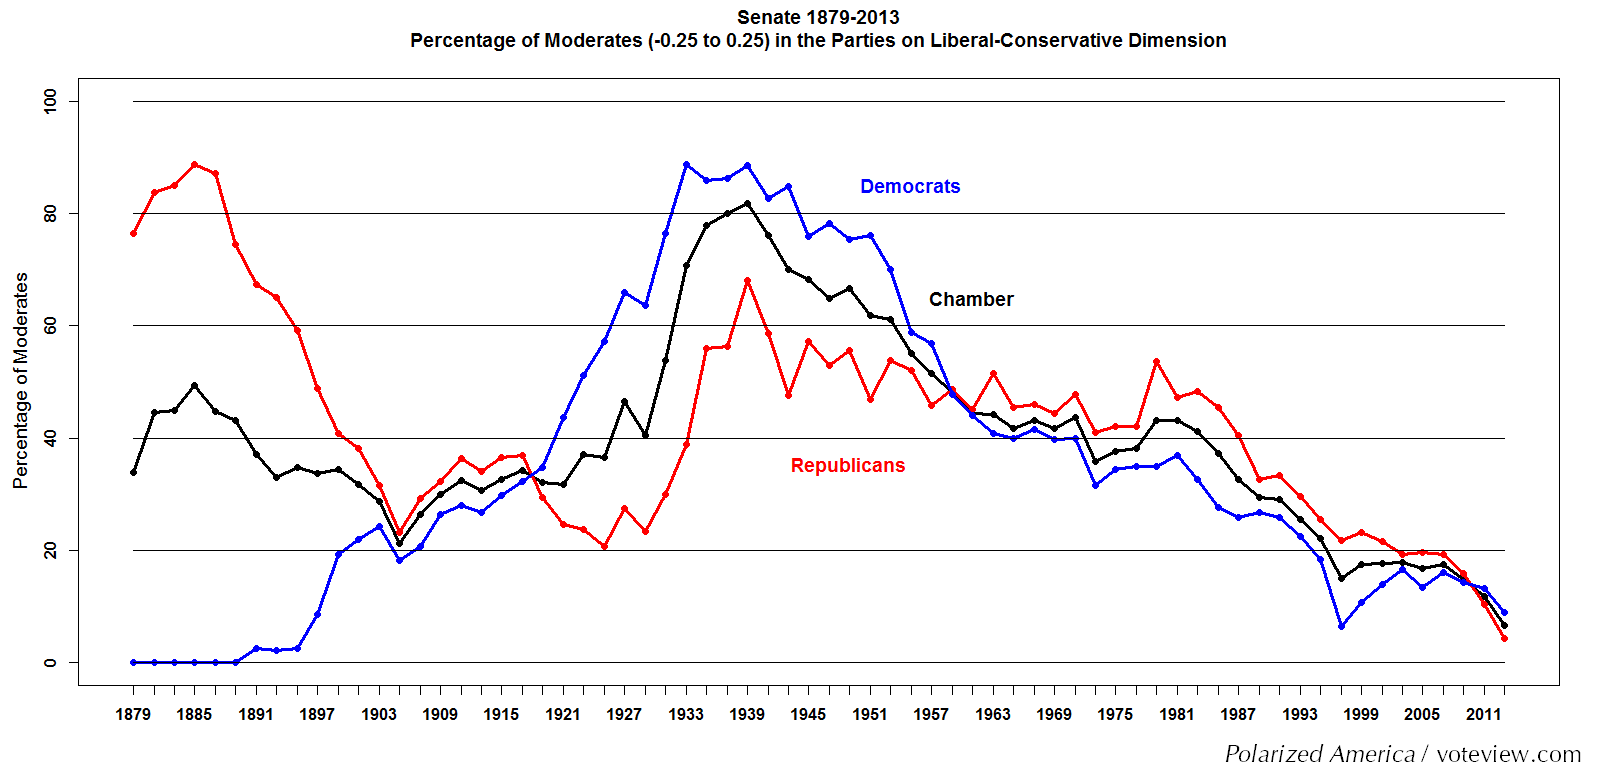 Senate 1879-2013
Percentage of Moderates (-0.25 to 0.25) in the Parties on Liberal-Conservative Dimension
Percentage of Moderates
100
80
60
40
20
0
Democrats
Chamber
Republicans
1879 1885 1891 1897 1903 1909 1915 1921 1927 1933 1939 1945 1951 1957 1963 1969 1975 1981 1987 1993 1999 2005 2011
Polarized America / voteview.com